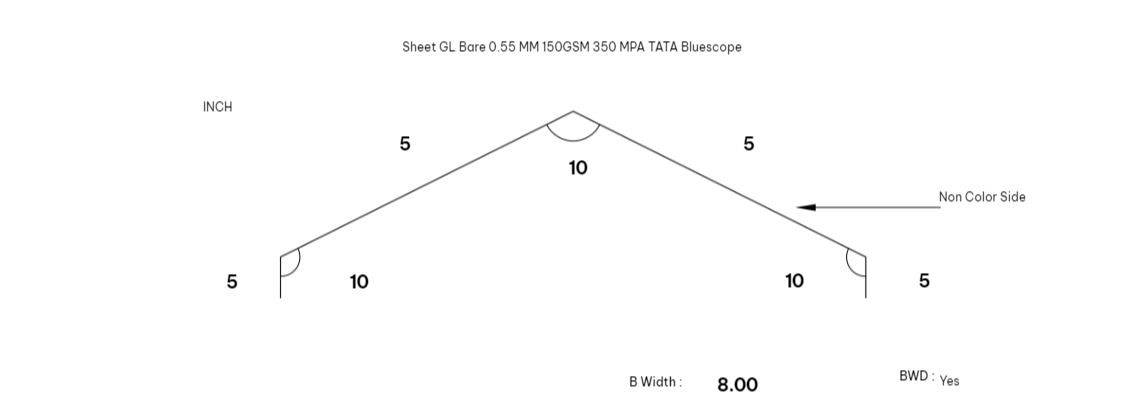 Sheet GL Bare 0.55 MM 150GSM 350 MPA TATA Bluescope
INCH
5
5
10
Non Color Side
5
10
10
5
B Width :
8.00
BWD :
Yes